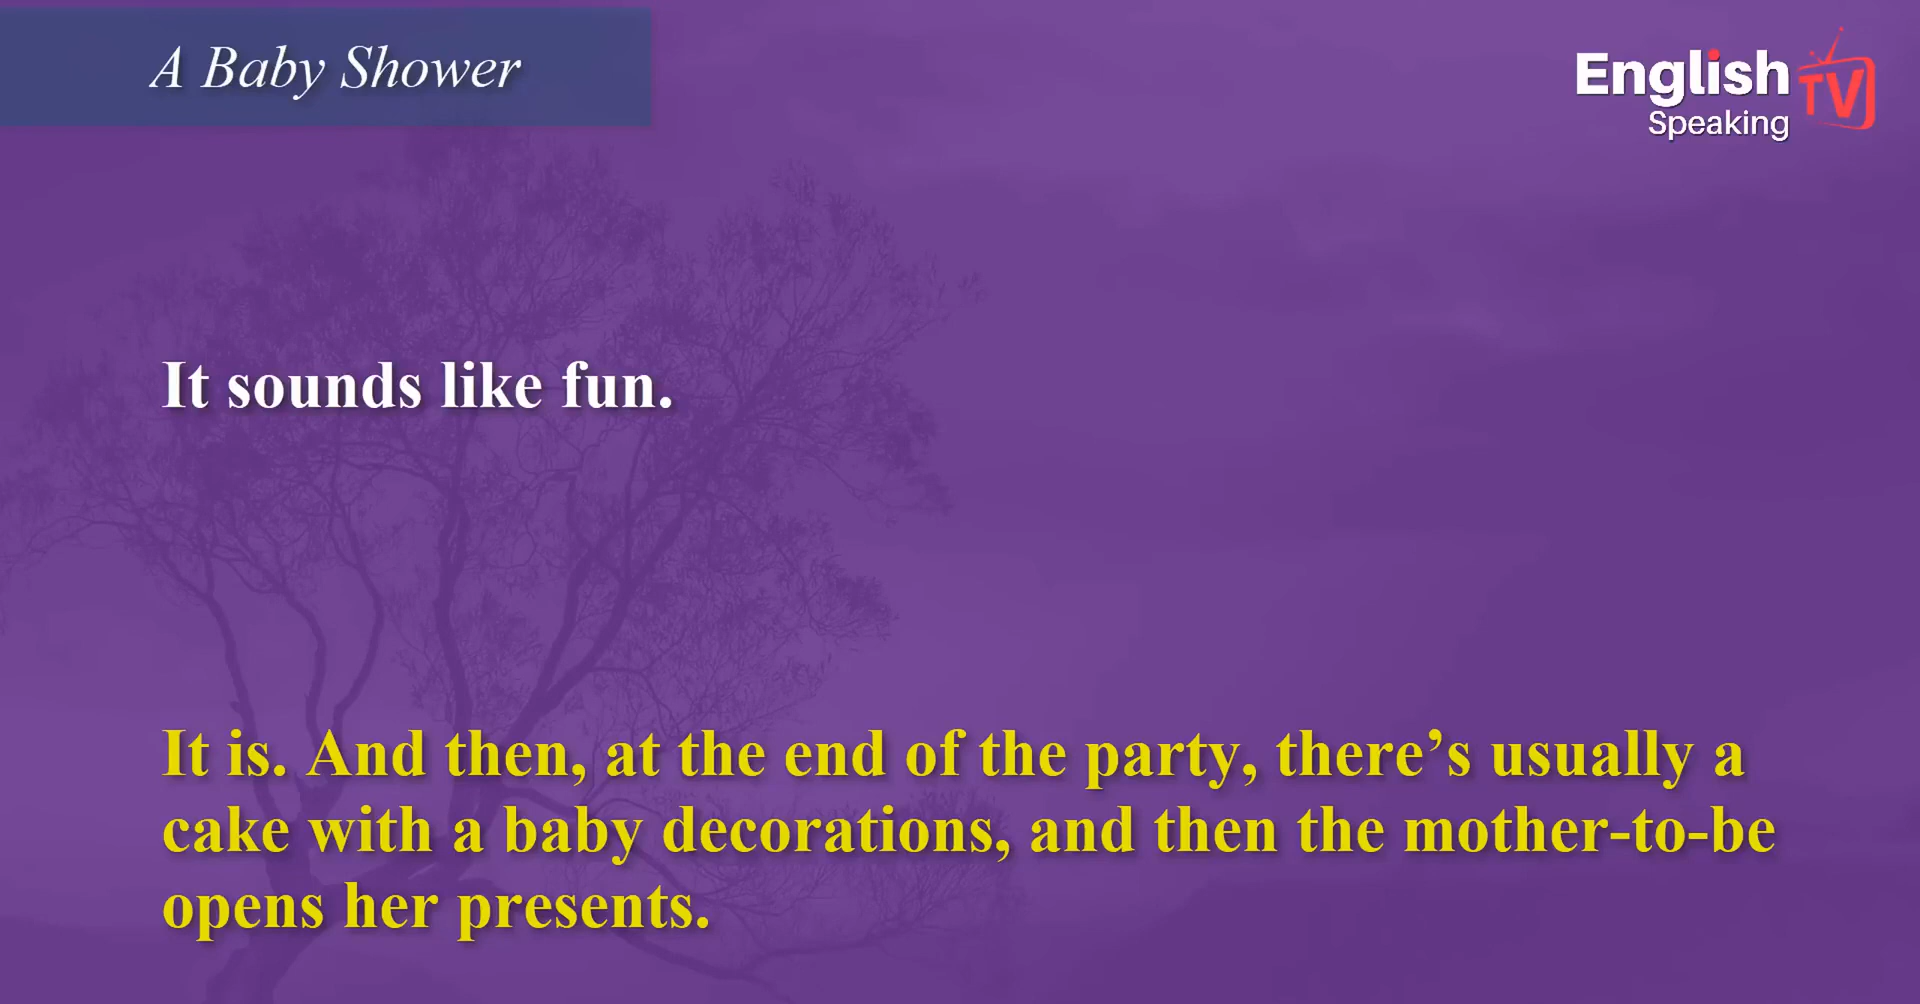 A Baby Shower
English
Speaking
TV
It sounds like fun.
It is. And then, at the end of the party, there’s usually a
cake with a baby decorations, and then the mother-to-be
opens her presents.